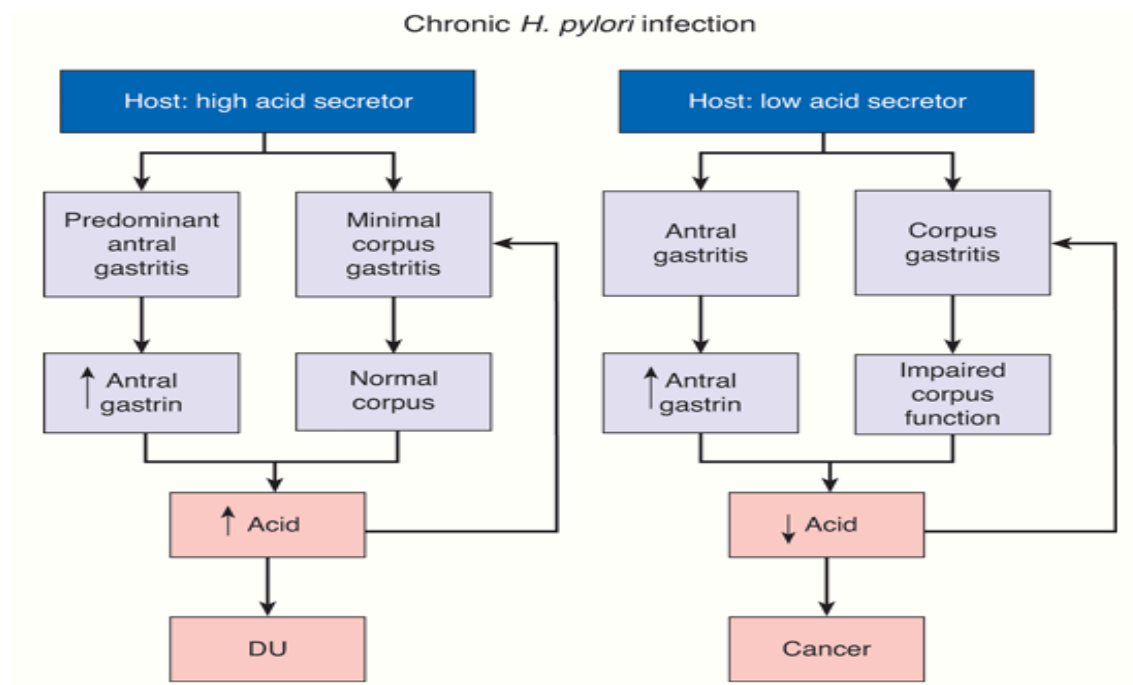 Chronic H. pylori infection
Host: high acid secretor
Predominant
antral
gastritis
Minimal
corpus
gastritis
↑ Antral
gastrin
Normal
corpus
↑ Acid
DU
Host: low acid secretor
Antral
gastritis
Corpus
gastritis
↑ Antral
gastrin
Impaired
corpus
function
↓ Acid
Cancer